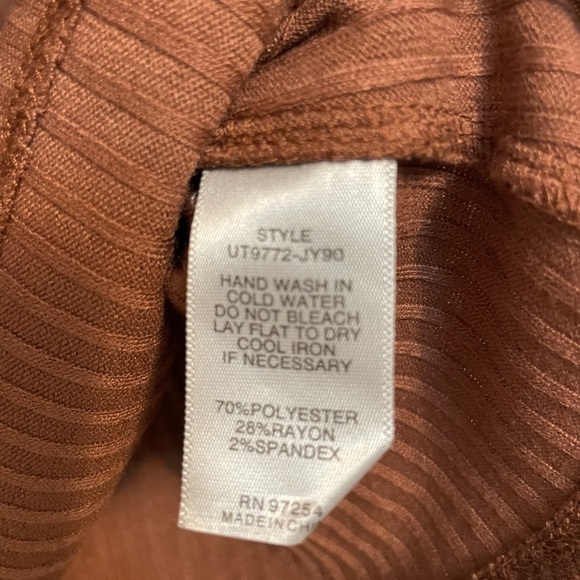 STYLE
UT9772-JY90
HAND WASH IN
COLD WATER
DO NOT BLEACH
LAY FLAT TO DRY
COOL IRON
IF NECESSARY
70%POLYESTER
28%RAYON
2%SPANDEX
RN 97254
MADE IN